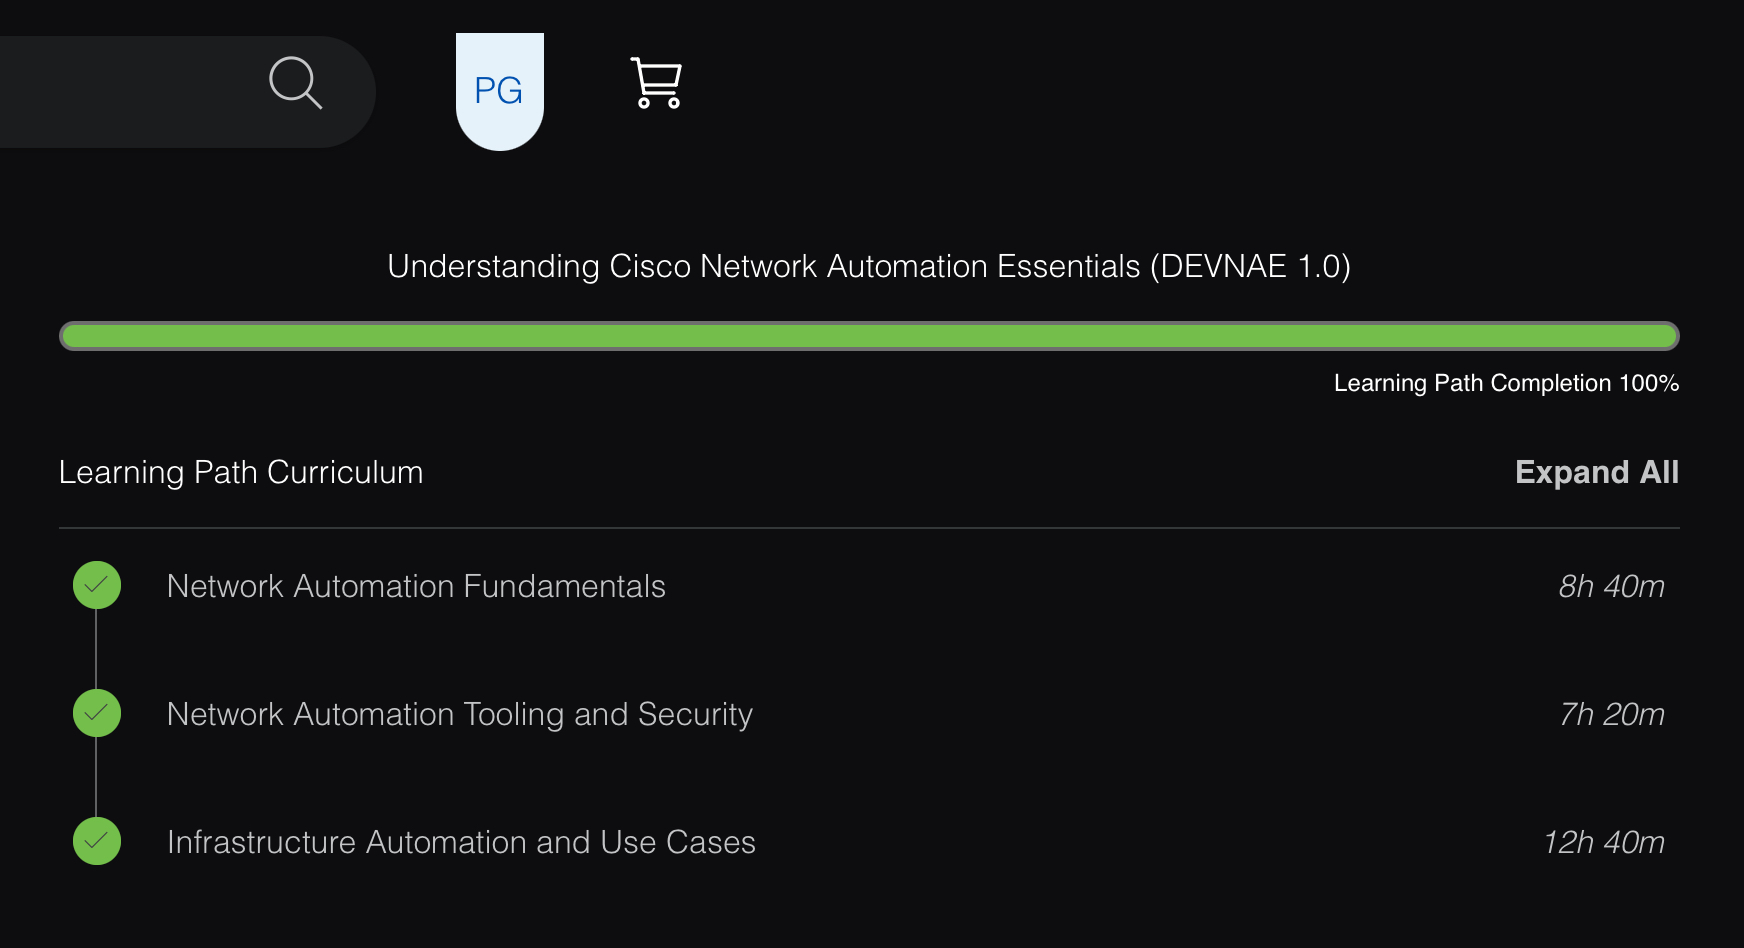 PG
Understanding Cisco Network Automation Essentials (DEVNAE 1.0)
Learning Path Completion 100%
Learning Path Curriculum
Expand All
Network Automation Fundamentals
8h 40m
Network Automation Tooling and Security
7h 20m
Infrastructure Automation and Use Cases
12h 40m